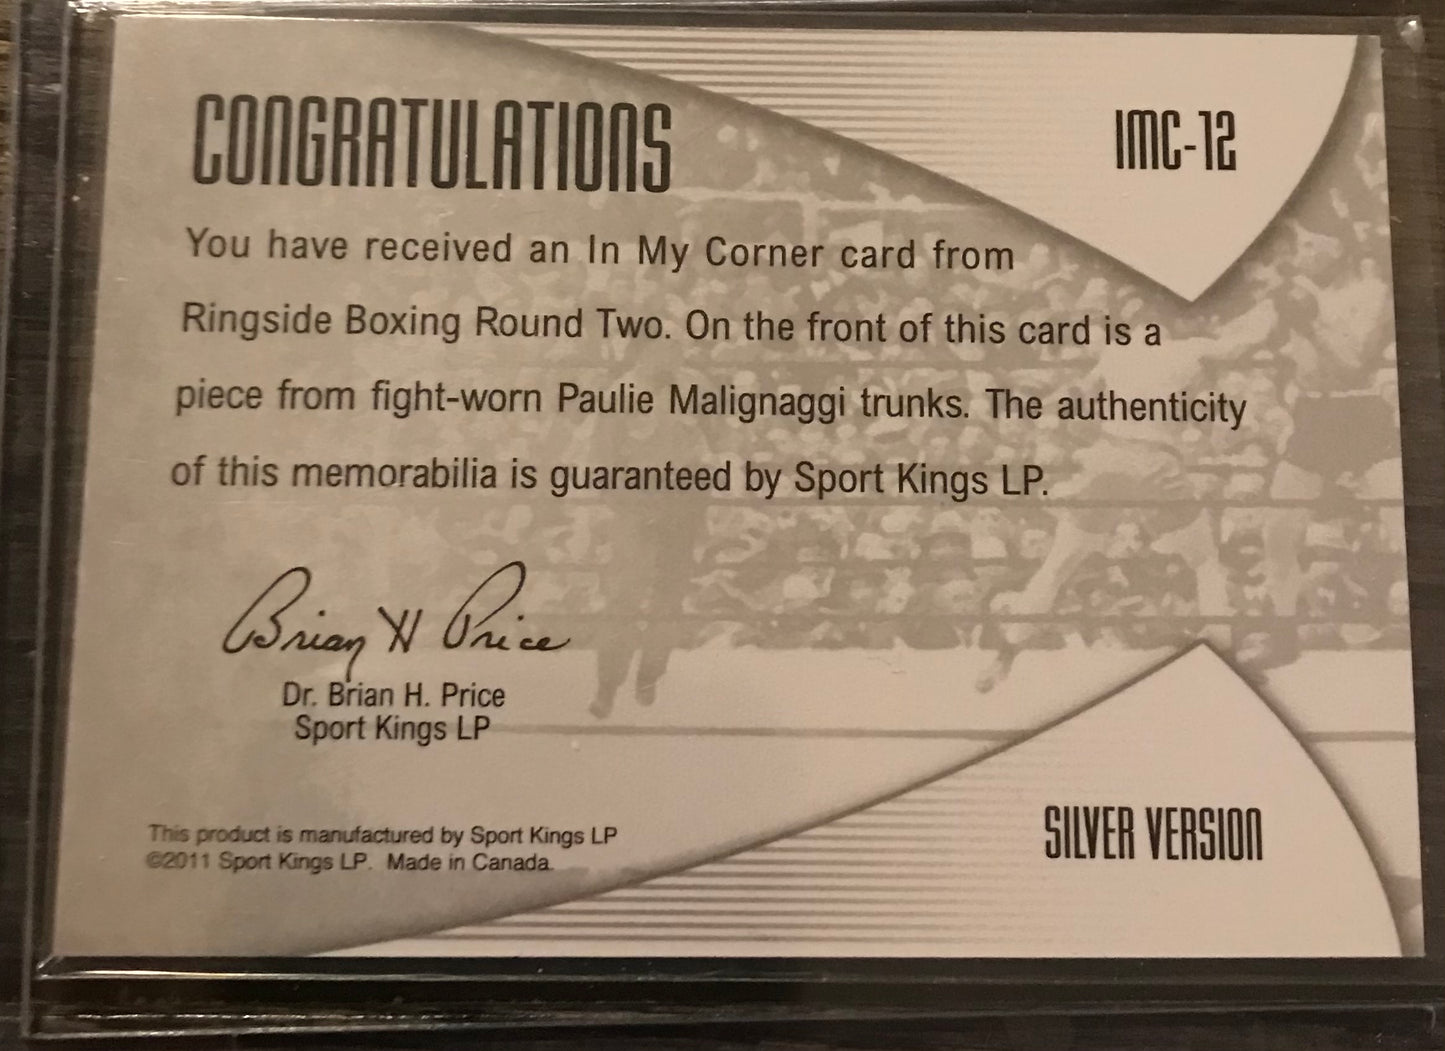 CONGRATULATIONS
IMC-12
You have received an In My Corner card from
Ringside Boxing Round Two. On the front of this card is a
piece from fight-worn Paulie Malignaggi trunks. The authenticity
of this memorabilia is guaranteed by Sport Kings LP.
Brian H Price
Dr. Brian H. Price
Sport Kings LP
This product is manufactured by Sport Kings LP
©2011 Sport Kings LP. Made in Canada.
SILVER VERSION